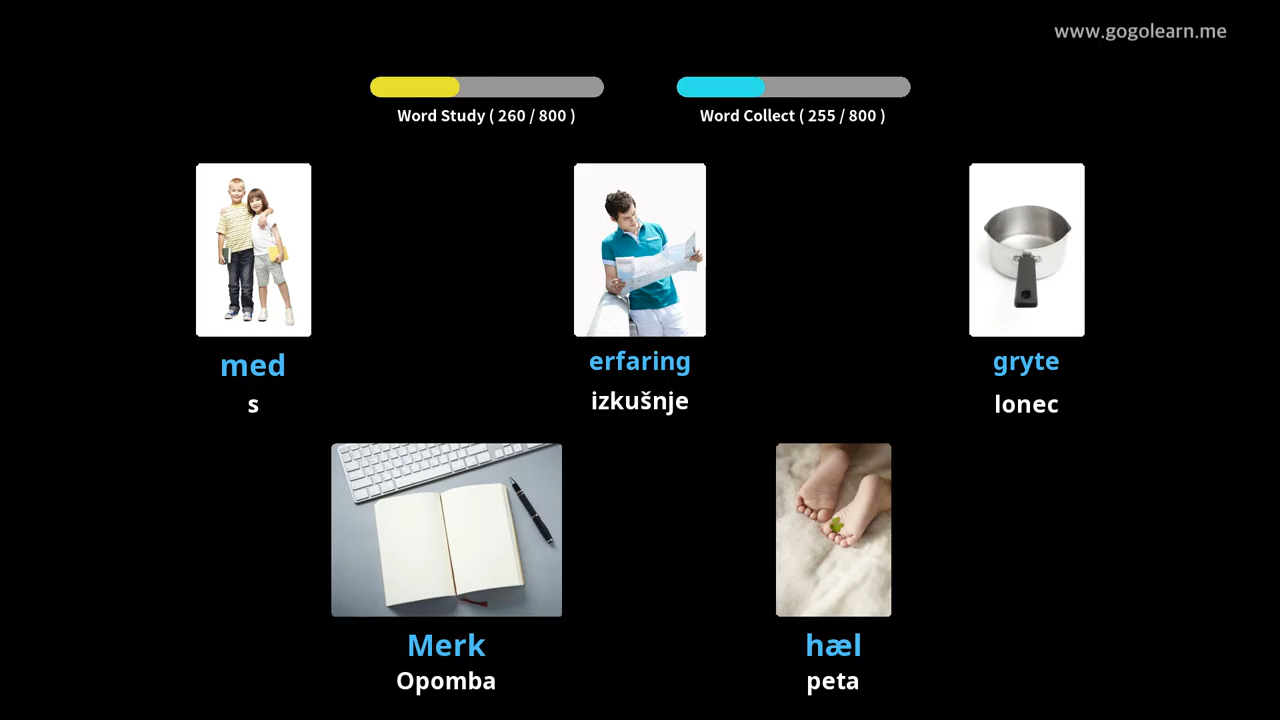 www.gogolearn.me
Word Study ( 260 / 800 )
Word Collect ( 255 / 800 )
med
erfaring
gryte
s
izkušnje
lonec
Merk
hæl
Opomba
peta